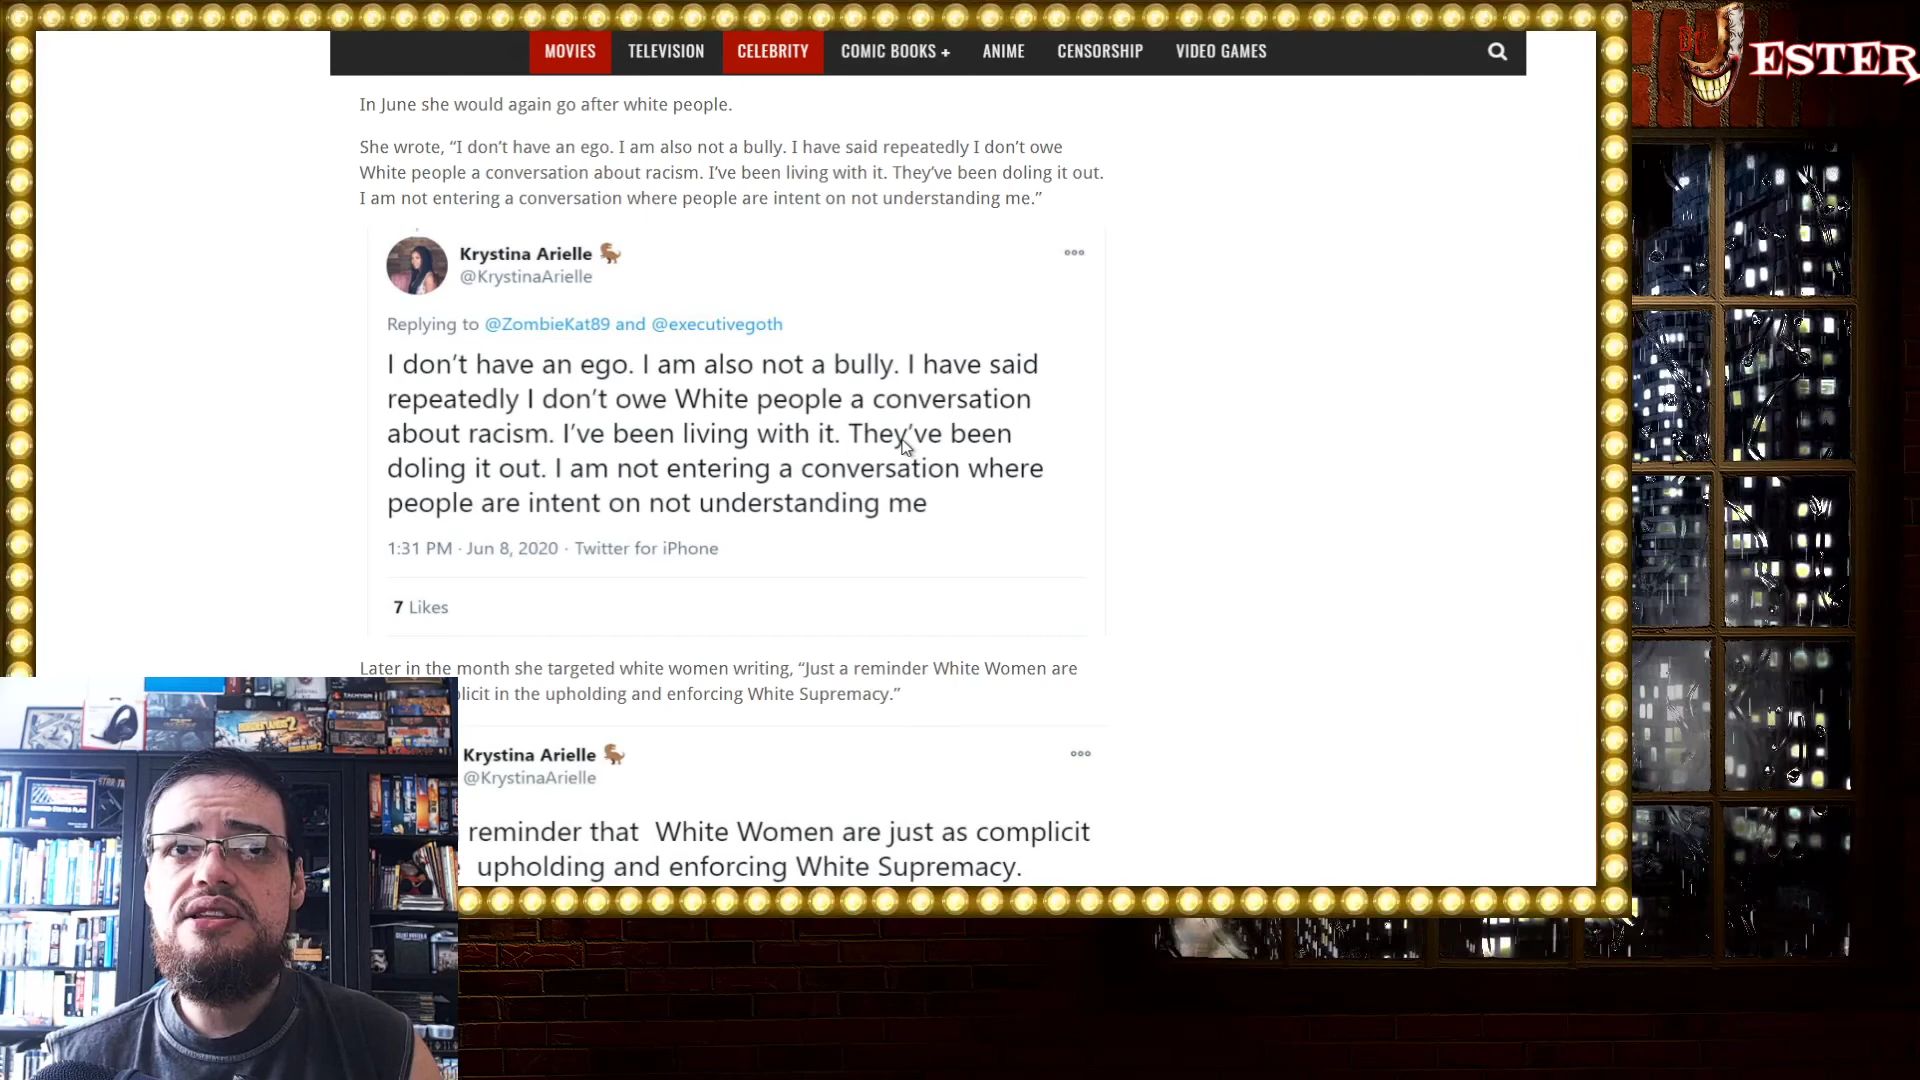 MOVIES TELEVISION CELEBRITY COMIC BOOKS + ANIME CENSORSHIP VIDEO GAMES
JESTER
In June she would again go after white people.
She wrote, “I don’t have an ego. I am also not a bully. I have said repeatedly I don’t owe
White people a conversation about racism. I’ve been living with it. They’ve been doling it out.
I am not entering a conversation where people are intent on not understanding me.”
Krystina Arielle
@KrystinaArielle
Replying to @ZombieKat89 and @executivegoth
I don’t have an ego. I am also not a bully. I have said
repeatedly I don’t owe White people a conversation
about racism. I’ve been living with it. They’ve been
doling it out. I am not entering a conversation where
people are intent on not understanding me
1:31 PM · Jun 8, 2020 · Twitter for iPhone
7 Likes
Later in the month she targeted white women writing, “Just a reminder White Women are
in the upholding and enforcing White Supremacy.”
Krystina Arielle
@KrystinaArielle
reminder that White Women are just as complicit
upholding and enforcing White Supremacy.
BORDERLANDS 2